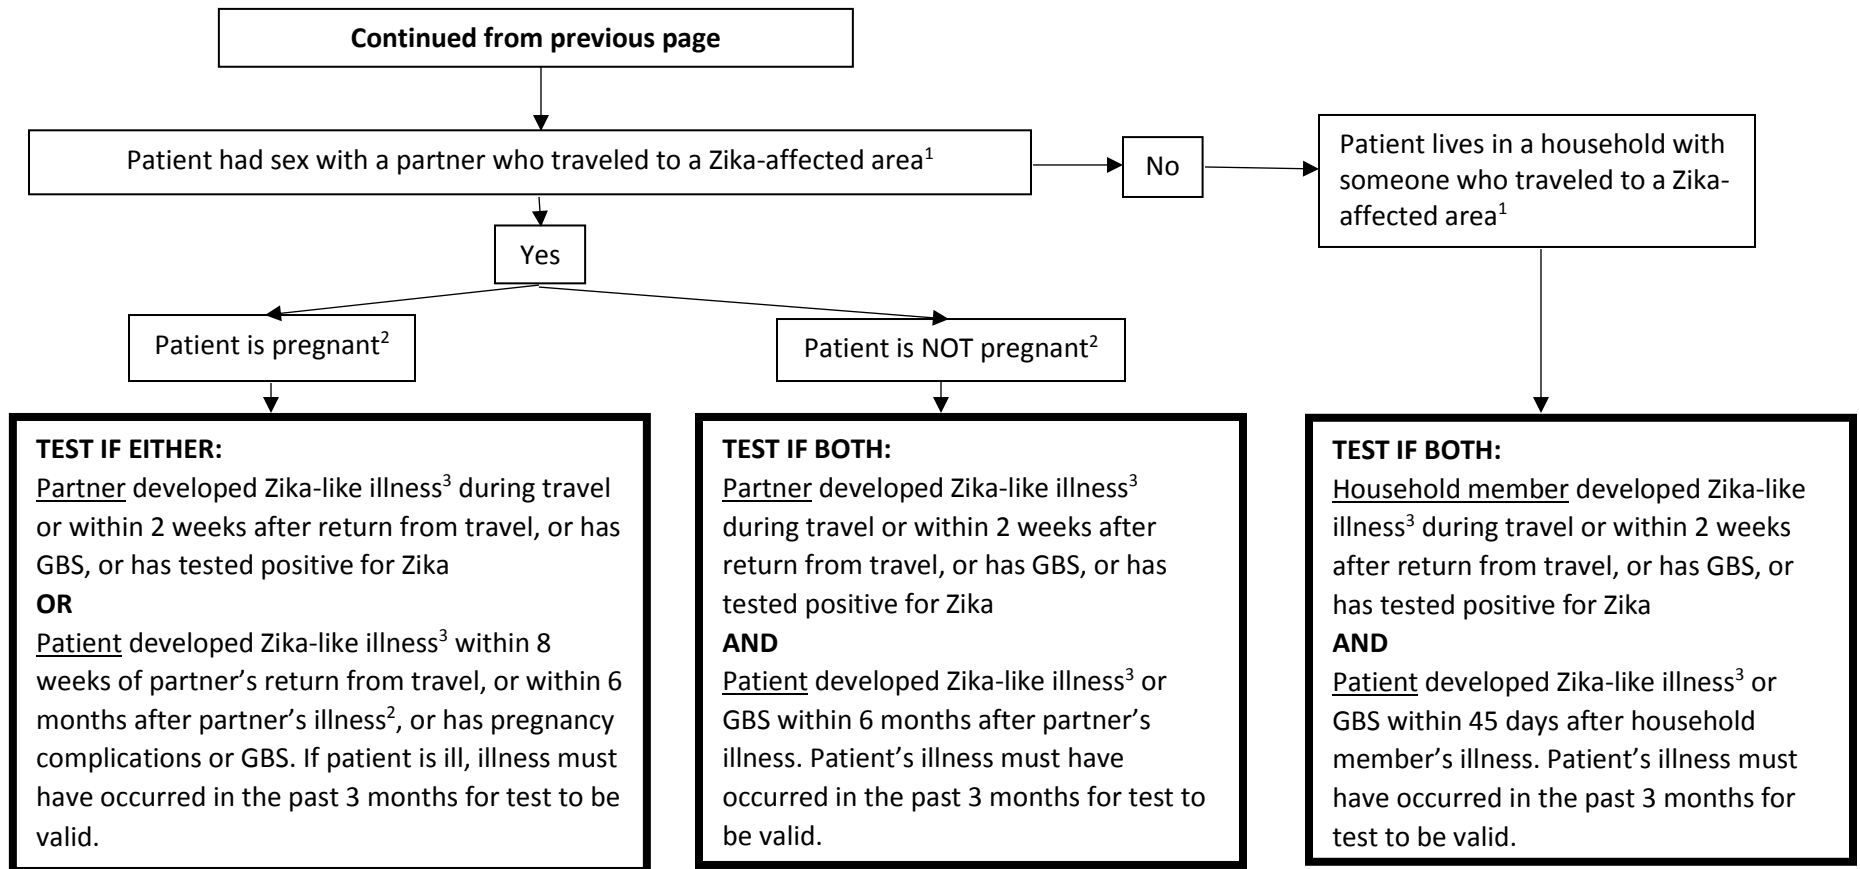 Continued from previous page
Patient had sex with a partner who traveled to a Zika-affected area¹
No
Patient lives in a household with
someone who traveled to a Zika-
affected area¹
Yes
Patient is pregnant²
Patient is NOT pregnant²
TEST IF EITHER:
Partner developed Zika-like illness³ during travel
or within 2 weeks after return from travel, or has
GBS, or has tested positive for Zika
OR
Patient developed Zika-like illness³ within 8
weeks of partner’s return from travel, or within 6
months after partner’s illness², or has pregnancy
complications or GBS. If patient is ill, illness must
have occurred in the past 3 months for test to be
valid.
TEST IF BOTH:
Partner developed Zika-like illness³
during travel or within 2 weeks after
return from travel, or has GBS, or has
tested positive for Zika
AND
Patient developed Zika-like illness³ or
GBS within 6 months after partner’s
illness. Patient’s illness must have
occurred in the past 3 months for test to
be valid.
TEST IF BOTH:
Household member developed Zika-like
illness³ during travel or within 2 weeks
after return from travel, or has GBS, or
has tested positive for Zika
AND
Patient developed Zika-like illness³ or
GBS within 45 days after household
member’s illness. Patient’s illness must
have occurred in the past 3 months for
test to be valid.